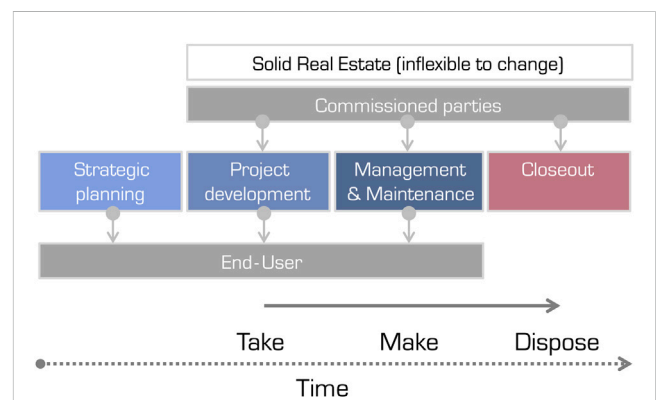 Solid Real Estate (inflexible to change)
Commissioned parties
Strategic
planning
Project
development
Management
& Maintenance
Closeout
End-User
Take
Make
Dispose
Time